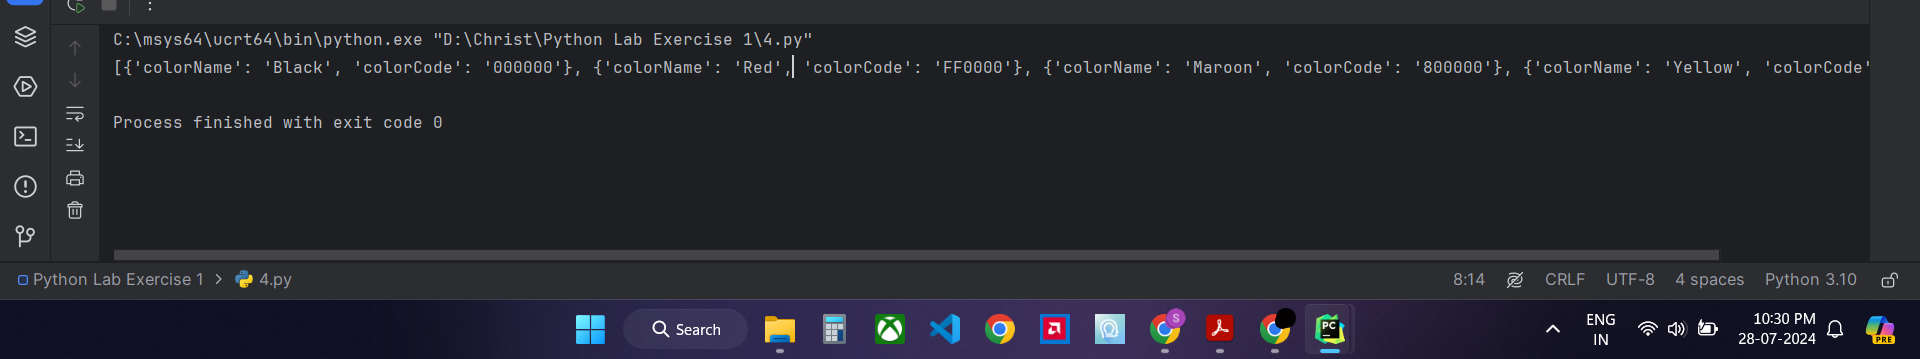 C:\msys64\ucrt64\bin\python.exe "D:\Christ\Python Lab Exercise 1\4.py"
[{'colorName': 'Black', 'colorCode': '000000'}, {'colorName': 'Red', 'colorCode': 'FF0000'}, {'colorName': 'Maroon', 'colorCode': '800000'}, {'colorName': 'Yellow', 'colorCode'
Process finished with exit code 0
Python Lab Exercise 1 > 4.py 8:14 CRLF UTF-8 4 spaces Python 3.10
Search S PC ENG IN 10:30 PM 28-07-2024 PRE